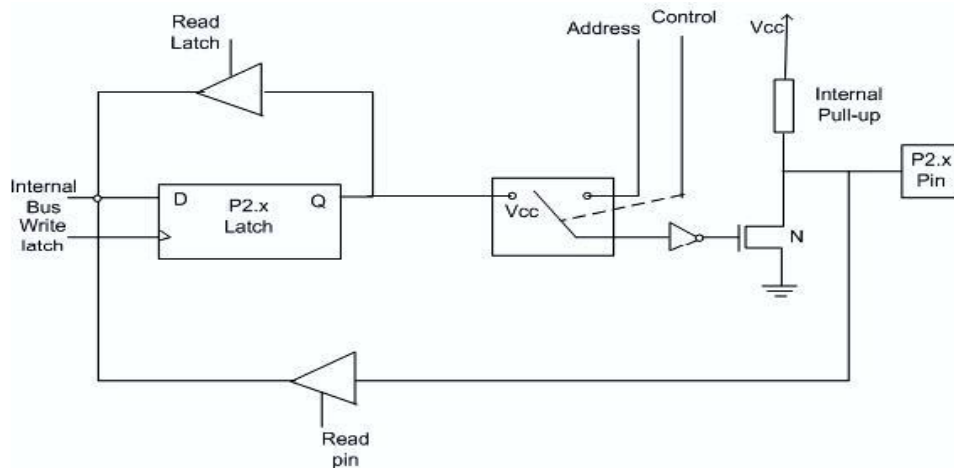 Read
Latch
Address
Control
Vcc
Internal
Pull-up
P2.x
Pin
Internal
Bus
Write
latch
D
P2.x
Latch
Q
Vcc
N
Read
pin